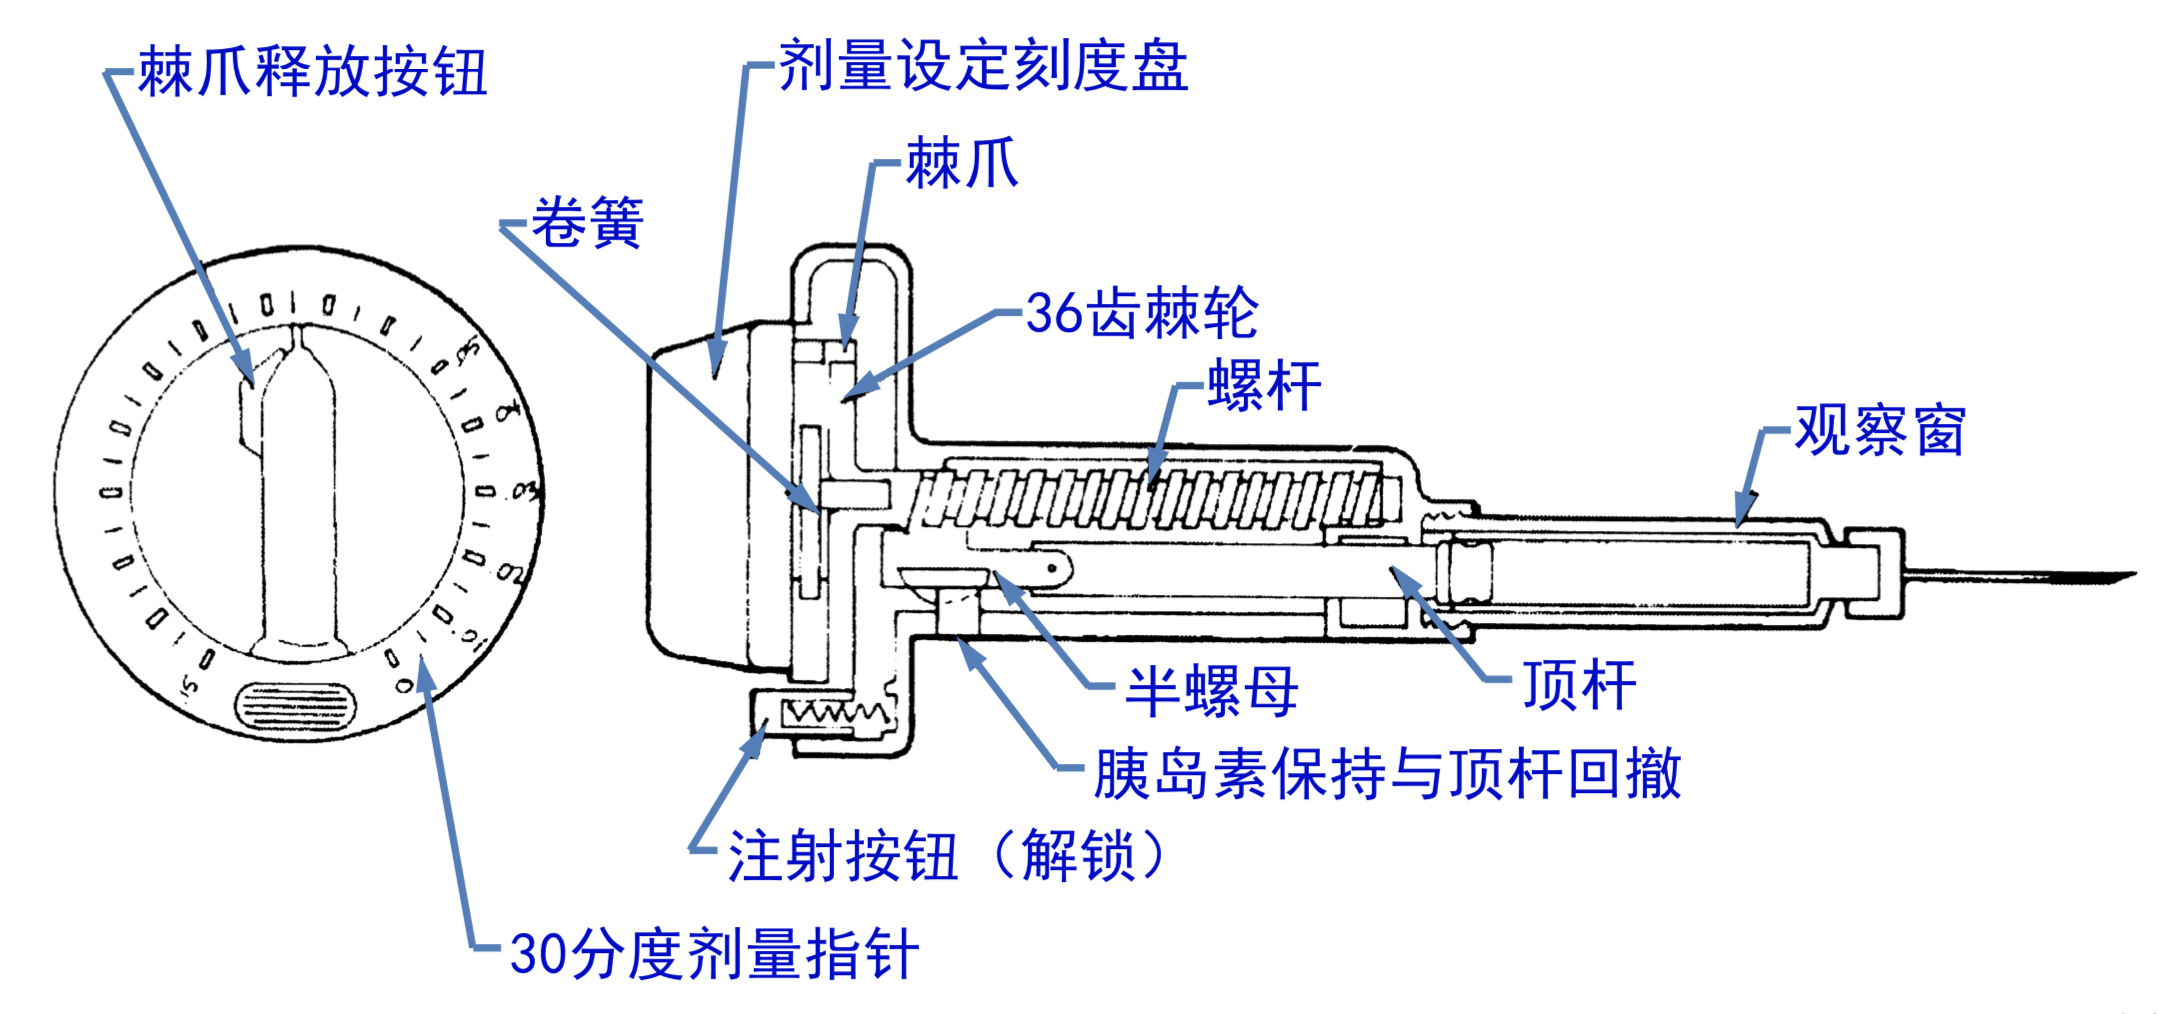 棘爪释放按钮
剂量设定刻度盘
棘爪
卷簧
36齿棘轮
螺杆
观察窗
半螺母
顶杆
胰岛素保持与顶杆回撤
注射按钮（解锁）
30分度剂量指针